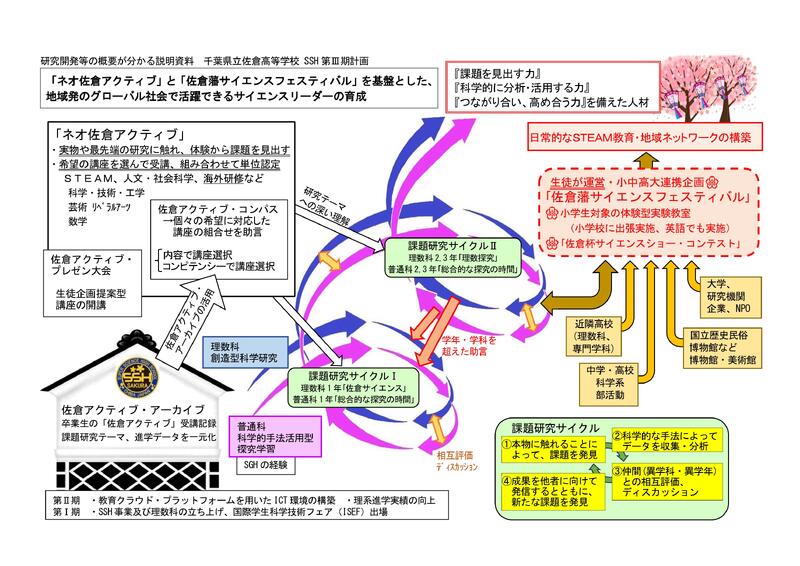 研究開発等の概要が分かる説明資料　千葉県立佐倉高等学校 SSH 第Ⅲ期計画
「ネオ佐倉アクティブ」と「佐倉藩サイエンスフェスティバル」を基盤とした、
地域発のグローバル社会で活躍できるサイエンスリーダーの育成
『課題を見出す力』
『科学的に分析・活用する力』
『つながり合い、高め合う力』を備えた人材
日常的なSTEAM教育・地域ネットワークの構築
「ネオ佐倉アクティブ」
・実物や最先端の研究に触れ、体験から課題を見出す
・希望の講座を選んで受講、組み合わせて単位認定
STEAM、人文・社会科学、海外研修など
科学・技術・工学
芸術 ﾘﾍﾞﾗﾙｱｰﾂ
数学
佐倉アクティブ・コンパス
→個々の希望に対応した
講座の組合せを助言
内容で講座選択
コンピテンシーで講座選択
佐倉アクティブ・
プレゼン大会
生徒企画提案型
講座の開講
研究テーマ
への深い理解
佐倉アクティブ・
アーカイブの活用
生徒が運営・小中高大連携企画
「佐倉藩サイエンスフェスティバル」
小学生対象の体験型実験教室
（小学校に出張実施、英語でも実施）
「佐倉杯サイエンスショー・コンテスト」
課題研究サイクルⅡ
理数科2,3年「理数探究」
普通科2,3年「総合的な探究の時間」
学年・学科を
超えた助言
理数科
創造型科学研究
課題研究サイクルⅠ
理数科1年「佐倉サイエンス」
普通科1年「総合的な探究の時間」
普通科
科学的手法活用型
探究学習
SGHの経験
相互評価
ﾃﾞｨｽｶｯｼｮﾝ
近隣高校
（理数科、
専門学科）
中学・高校
科学系
部活動
大学、
研究機関
企業、NPO
国立歴史民俗
博物館など
博物館・美術館
SSH
SAKURA
佐倉アクティブ・アーカイブ
卒業生の「佐倉アクティブ」受講記録
課題研究テーマ、進学データを一元化
課題研究サイクル
①本物に触れることに
よって、課題を発見
②科学的な手法によって
データを収集・分析
③仲間（異学科・異学年）
との相互評価、
ディスカッション
④成果を他者に向けて
発信するとともに、
新たな課題を発見
第Ⅱ期　・教育クラウド・プラットフォームを用いたICT環境の構築　・理系進学実績の向上
第Ⅰ期　・SSH事業及び理数科の立ち上げ、国際学生科学技術フェア（ISEF）出場